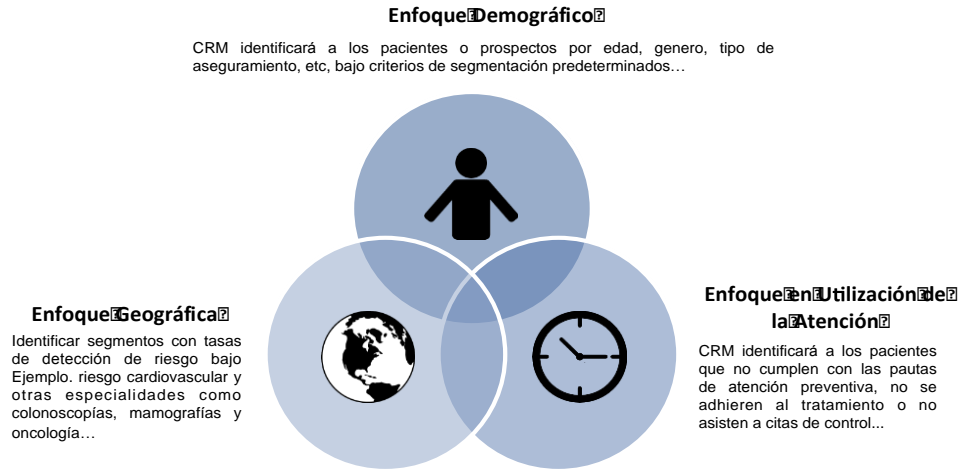 Enfoque Demográfico
CRM identificará a los pacientes o prospectos por edad, genero, tipo de
aseguramiento, etc, bajo criterios de segmentación predeterminados…
Enfoque Geográfica
Identificar segmentos con tasas
de detección de riesgo bajo
Ejemplo. riesgo cardiovascular y
otras especialidades como
colonoscopías, mamografías y
oncología…
Enfoque en Utilización de
la Atención
CRM identificará a los pacientes
que no cumplen con las pautas
de atención preventiva, no se
adhieren al tratamiento o no
asisten a citas de control...